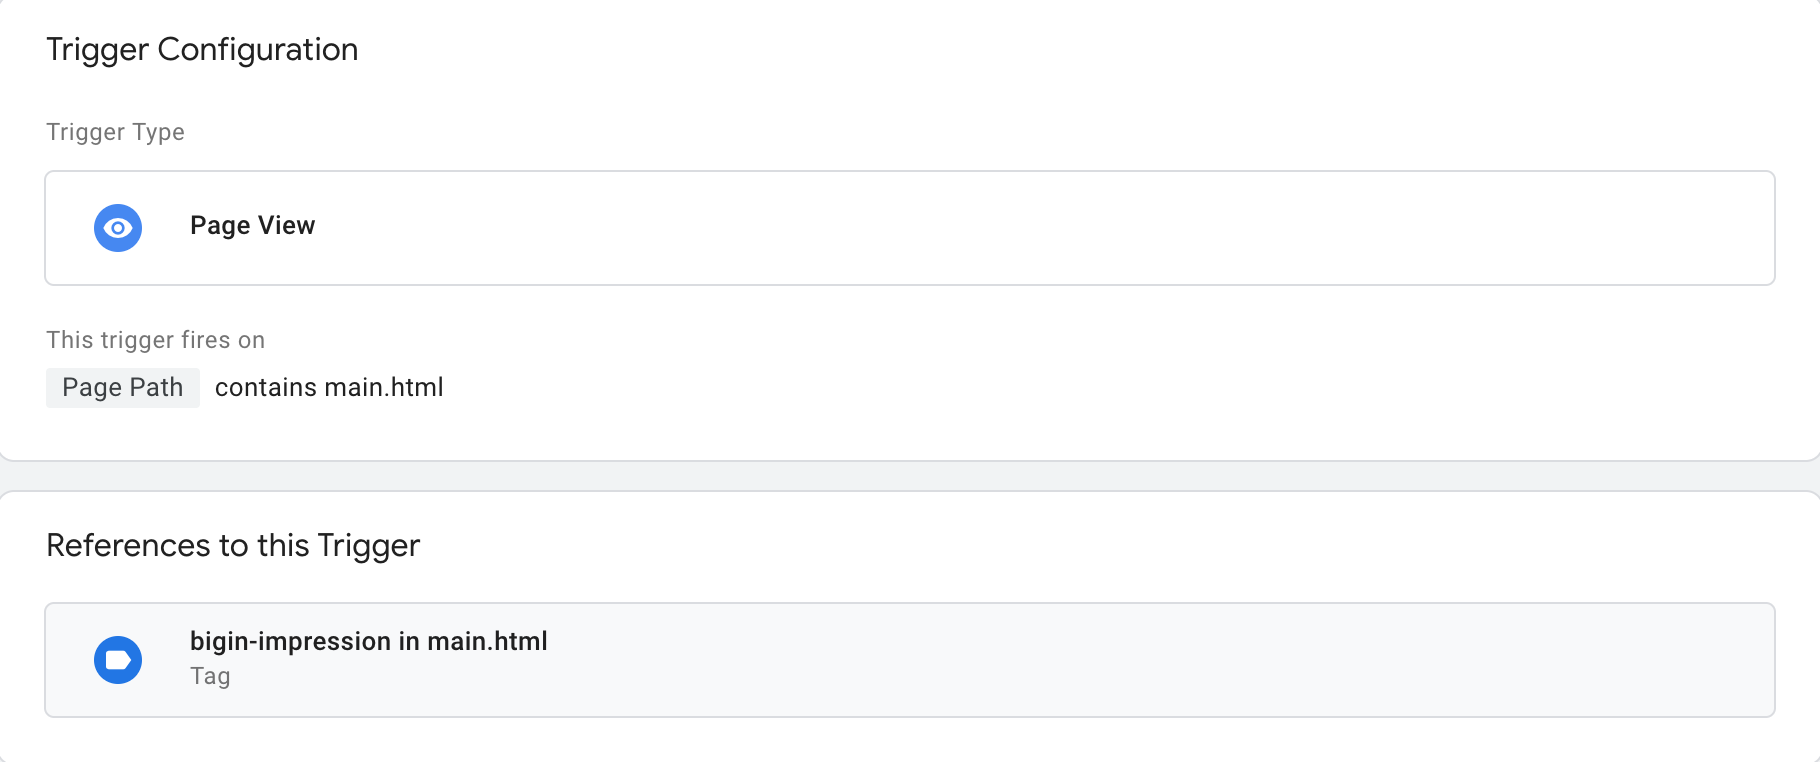 Trigger Configuration
Trigger Type
Page View
This trigger fires on
Page Path contains main.html
References to this Trigger
bigin-impression in main.html
Tag